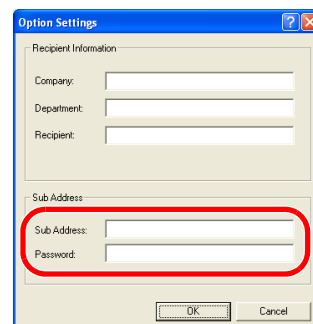 Option Settings
Recipient Information
Company:
Department:
Recipient:
Sub Address
Sub Address:
Password:
OK Cancel